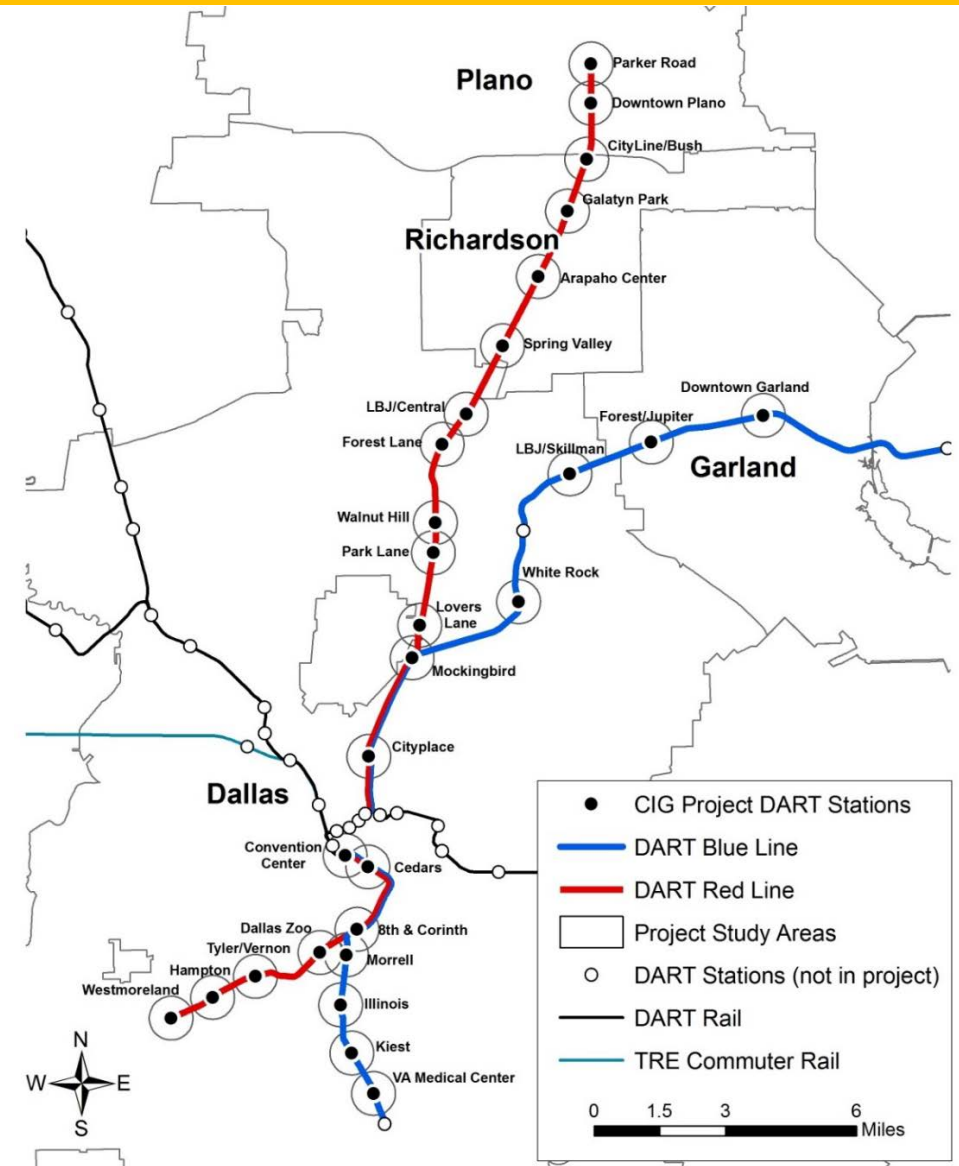 Plano
Parker Road
Downtown Plano
CityLine/Bush
Galatyn Park
Richardson
Arapaho Center
Spring Valley
Downtown Garland
LBJ/Central
Forest/Jupiter
Forest Lane
LBJ/Skillman
Garland
Walnut Hill
Park Lane
White Rock
Lovers
Lane
Mockingbird
Cityplace
Dallas
Convention
Center
Cedars
Dallas Zoo
8th & Corinth
Tyler/Vernon
Morrell
Hampton
Westmoreland
Illinois
Kiest
VA Medical Center
N
W
E
S
CIG Project DART Stations
DART Blue Line
DART Red Line
Project Study Areas
DART Stations (not in project)
DART Rail
TRE Commuter Rail
0 1.5 3 6
Miles